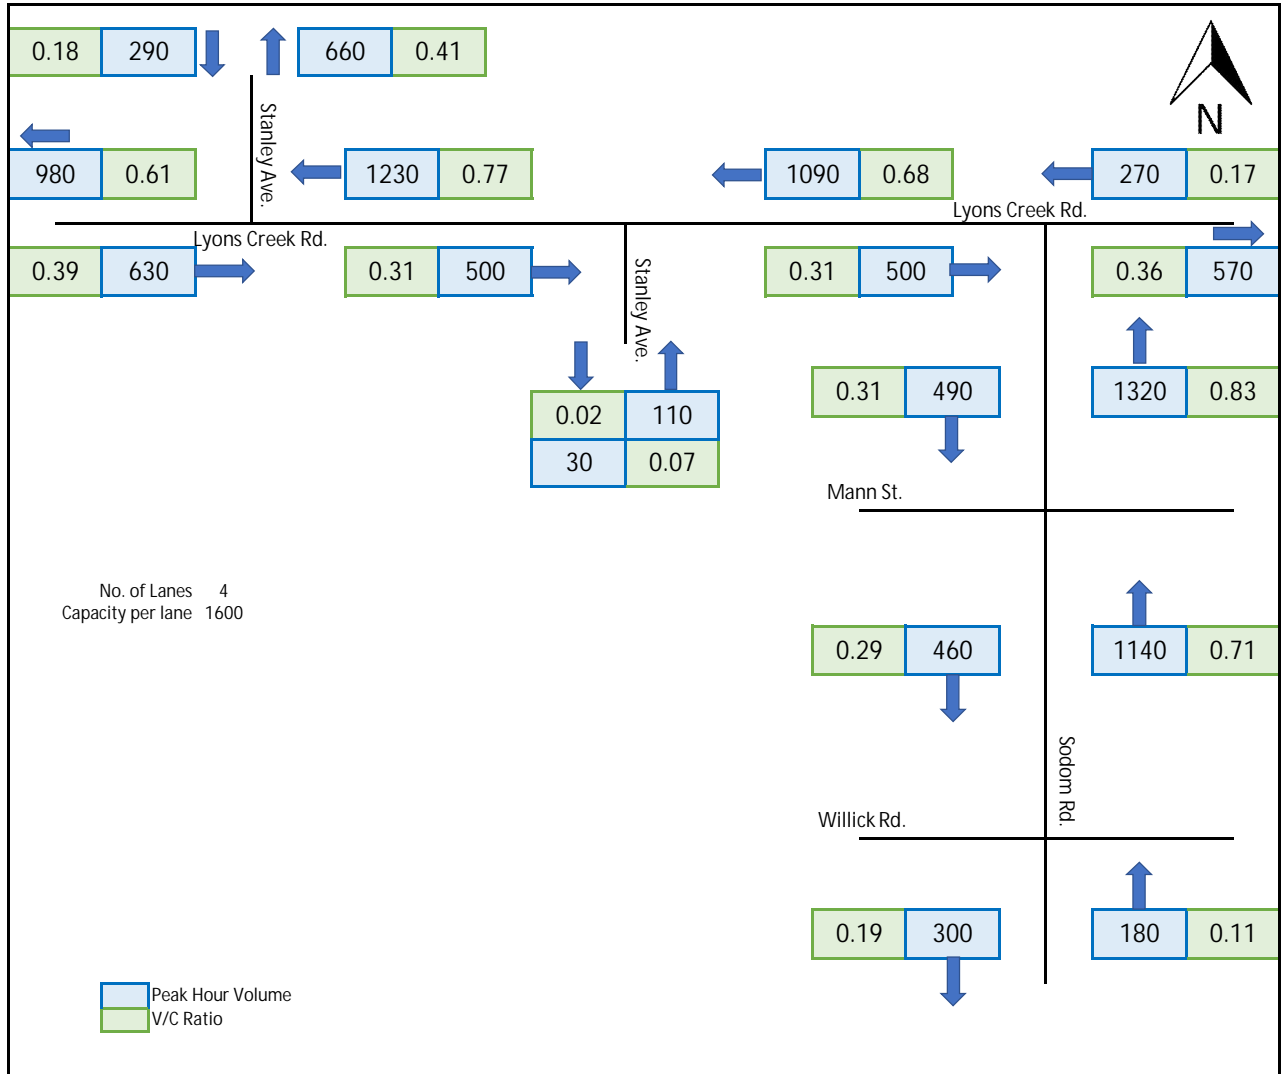 0.18 290 660 0.41
N
Stanley Ave.
980 0.61 1230 0.77 1090 0.68 270 0.17
Lyons Creek Rd.
Lyons Creek Rd.
0.39 630 0.31 500 0.31 500 0.36 570
Stanley Ave.
0.02 110
30 0.07
0.31 490 1320 0.83
Mann St.
No. of Lanes 4
Capacity per lane 1600
0.29 460 1140 0.71
Sodom Rd.
Willick Rd.
0.19 300 180 0.11
Peak Hour Volume
V/C Ratio